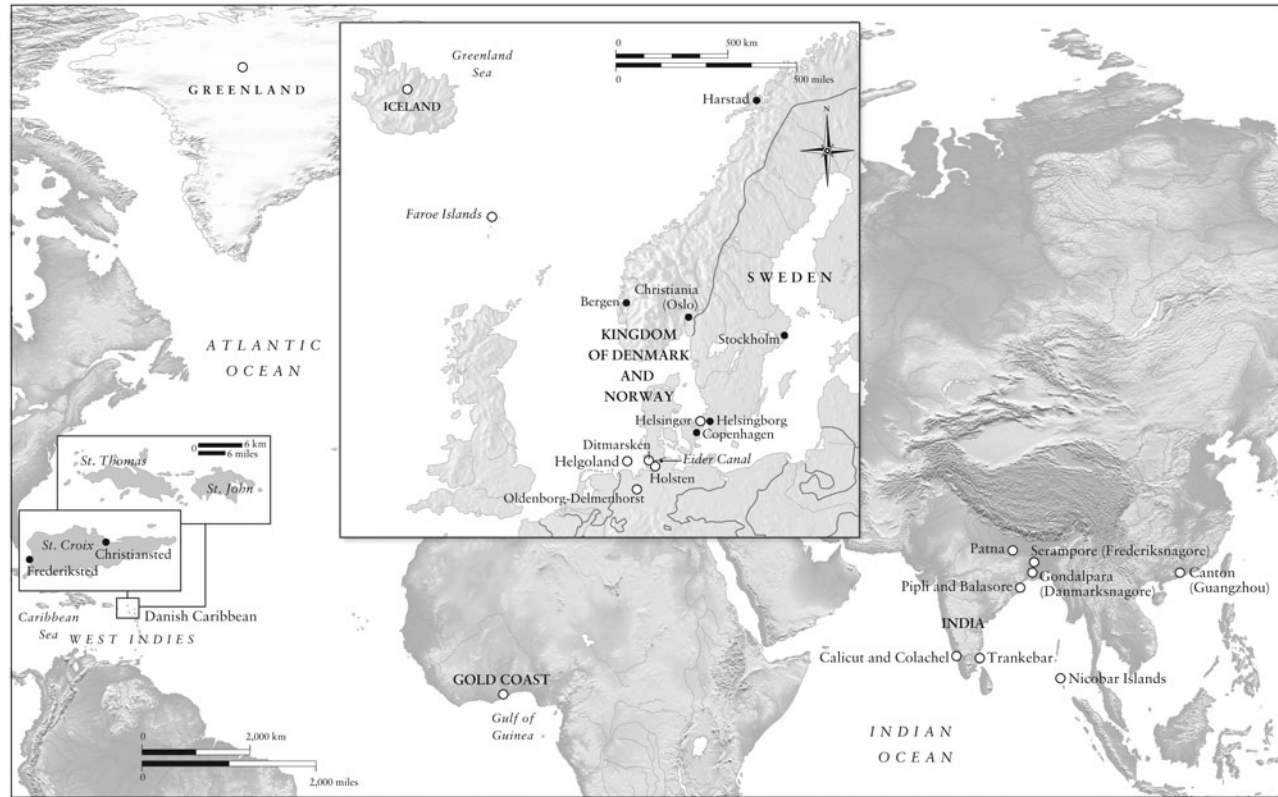 GREENLAND
ATLANTIC
OCEAN
0 6 km
6 miles
St. Thomas
St. John
St. Croix
Christiansted
Frederiksted
Caribbean
Sea
Danish Caribbean
WEST INDIES
0 2,000 km
0 2,000 miles
0 500 km
0 500 miles
Greenland
Sea
ICELAND
Harstad
N
Faroe Islands
SWEDEN
Bergen
Christiania
(Oslo)
KINGDOM
OF DENMARK
AND
NORWAY
Stockholm
Helsingør
Helsingborg
Copenhagen
Ditmarsken
Helgoland
Eider Canal
Holsten
Oldenborg-Delmenhorst
GOLD COAST
Gulf of
Guinea
Patna
Serampore (Frederiksnagore)
Gondalpara
(Danmarksnagore)
Pipli and Balasore
Canton
(Guangzhou)
INDIA
Calicut and Colachel
Trankebar
Nicobar Islands
INDIAN
OCEAN